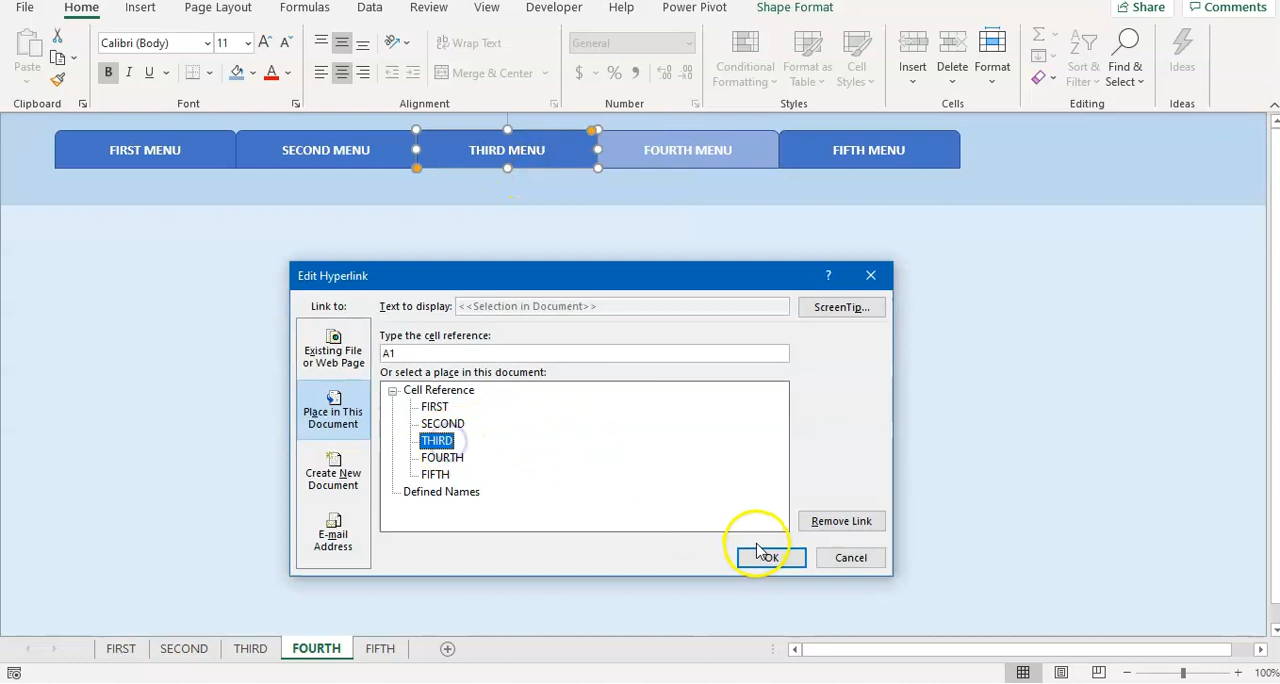 File Home Insert Page Layout Formulas Data Review View Developer Help Power Pivot Shape Format Share Comments
Paste
Calibri (Body) 11 A A
B I U A
Wrap Text
Merge & Center
General
$ % 9
Conditional Formatting
Format as Table
Cell Styles
Insert
Delete
Format
Sort & Filter
Find & Select
Ideas
Clipboard Font Alignment Number Styles Cells Editing Ideas
FIRST MENU SECOND MENU THIRD MENU FOURTH MENU FIFTH MENU
Edit Hyperlink ?
Link to: Text to display: <<Selection in Document>> ScreenTip...
Existing File or Web Page
Place in This Document
Create New Document
E-mail Address
Type the cell reference:
A1
Or select a place in this document:
Cell Reference
FIRST
SECOND
THIRD
FOURTH
FIFTH
Defined Names
Remove Link
OK Cancel
FIRST SECOND THIRD FOURTH FIFTH
100%